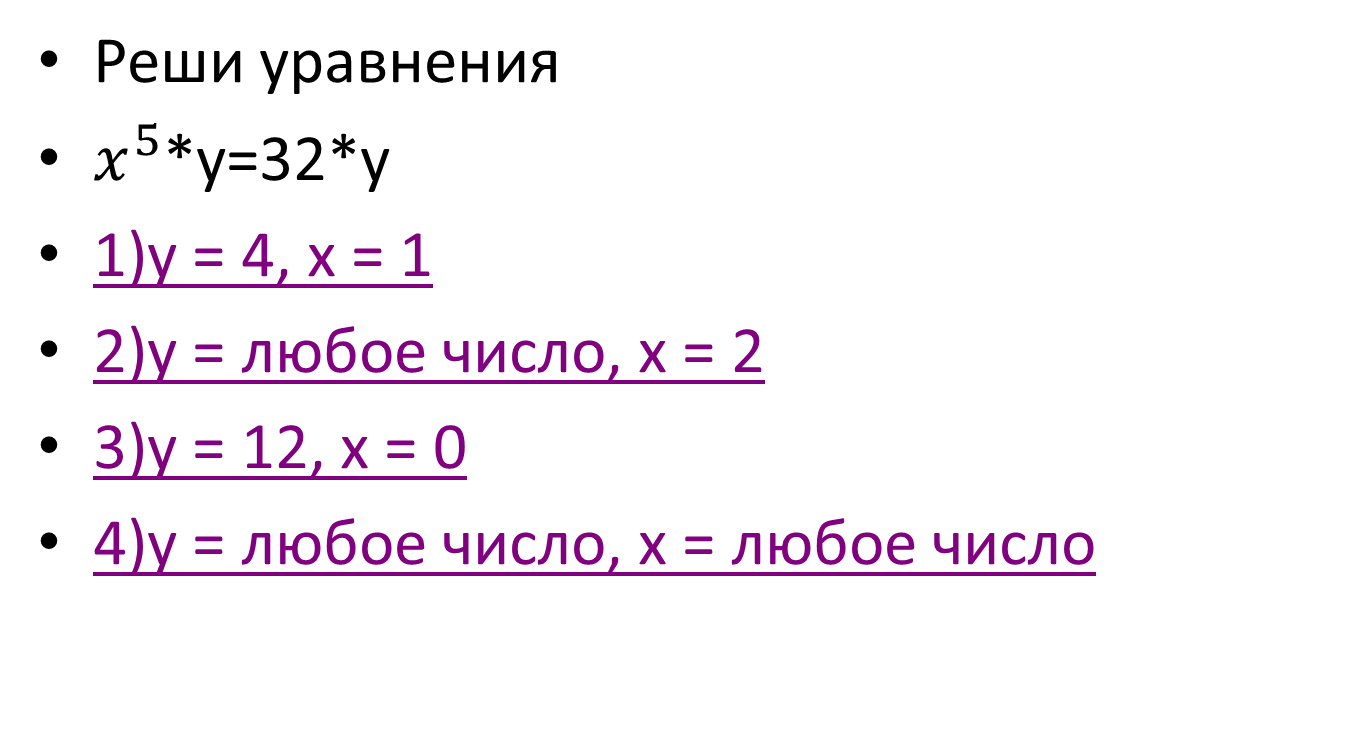 • Реши уравнения
• 𝑥⁵*y=32*y
• 1)y = 4, x = 1
• 2)y = любое число, x = 2
• 3)y = 12, x = 0
• 4)y = любое число, x = любое число